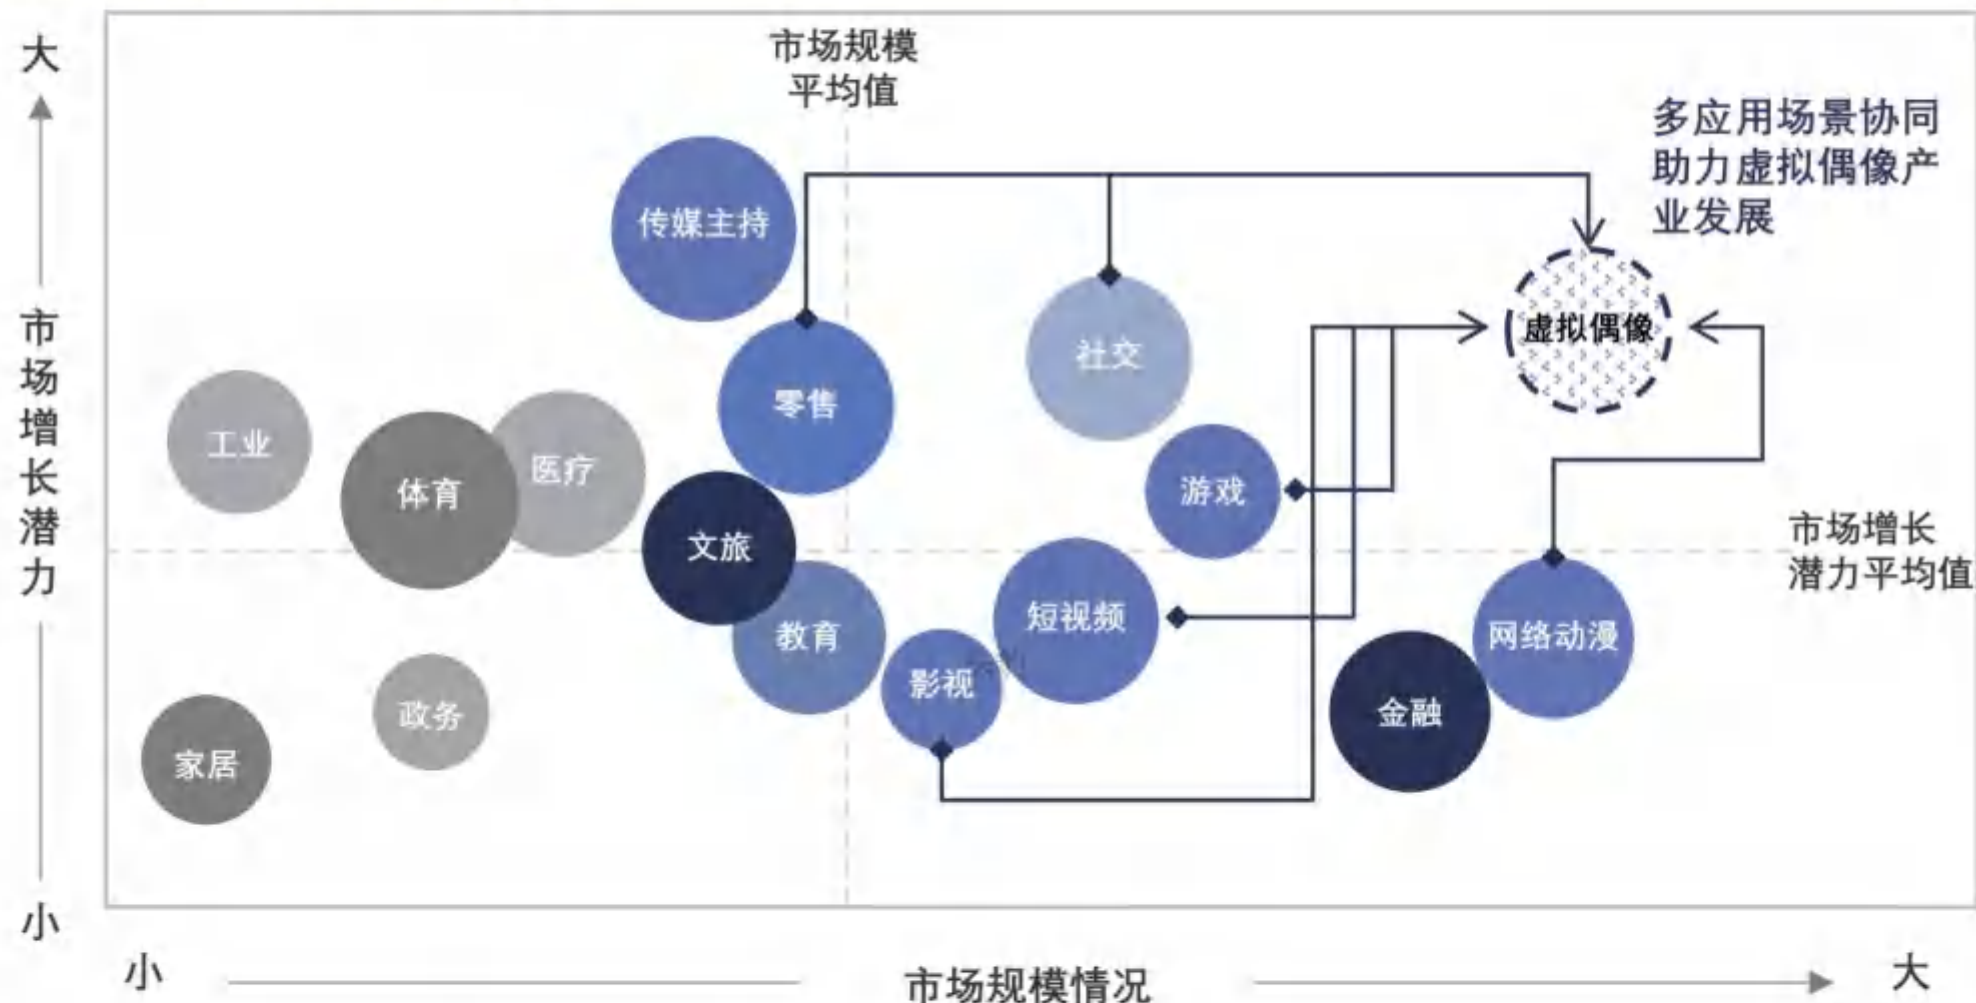 大
市场规模
平均值
多应用场景协同
助力虚拟偶像产
业发展
传媒主持
市场增长潜力
虚拟偶像
社交
零售
工业
医疗
体育
游戏
文旅
市场增长
潜力平均值
短视频
教育
网络动漫
影视
政务
金融
家居
小
小
市场规模情况
大